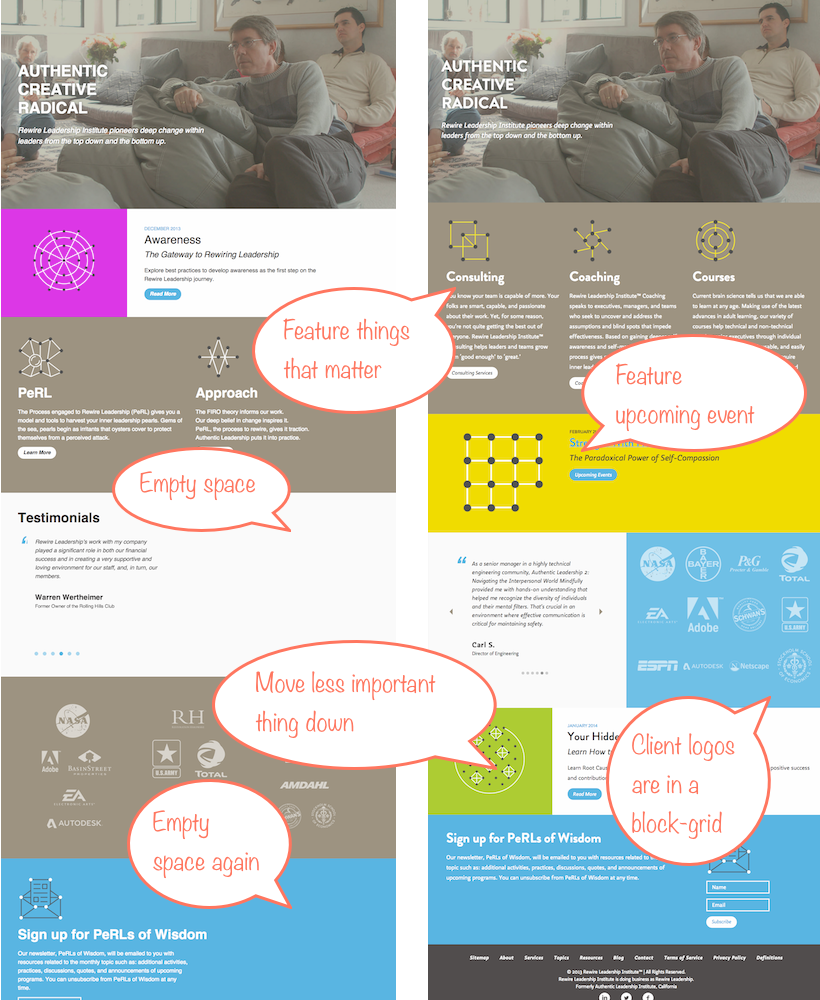 AUTHENTIC
CREATIVE
RADICAL
Rewire Leadership Institute pioneers deep change within
leaders from the top down and the bottom up.
DECEMBER 2013
Awareness
The Gateway to Rewiring Leadership
Explore best practices to develop awareness as the first step on the
Rewire Leadership journey.
Read More
Feature things
that matter
PeRL
The Process engaged to Rewire Leadership (PeRL) gives you a
model and tools to harvest your inner leadership pearls. Gems of
the sea, pearls begin as irritants that oysters cover to protect
themselves from a perceived attack.
Learn More
Approach
The FIRO theory informs our work.
Our deep belief in change inspires it.
PeRL, the process to rewire, gives it traction.
Authentic Leadership puts it into practice.
Empty space
Testimonials
Rewire Leadership's work with my company
played a significant role in both our financial
success and in creating a very supportive and
loving environment for our staff, and, in turn, our
members.
Warren Wertheimer
Former Owner of the Rolling Hills Club
Move less important
thing down
NASA
RH
Adobe
BASIN STREET
PROPERTIES
U.S.ARMY
TOTAL
EA
ELECTRONIC ARTS
AMDAHL
AUTODESK
Empty
space again
Sign up for PeRLs of Wisdom
Our newsletter, PeRLs of Wisdom, will be emailed to you with
resources related to the monthly topic such as: additional activities,
practices, discussions, quotes, and announcements of upcoming
programs. You can unsubscribe from PeRLs of Wisdom at any
time.
AUTHENTIC
CREATIVE
RADICAL
Rewire Leadership Institute pioneers deep change within
leaders from the top down and the bottom up.
Consulting
you know your team is capable of more. Your
folks are smart, capable, and passionate
about their work. Yet, for some reason,
you're not quite getting the best out of
everyone. Rewire Leadership Institute™
consulting helps leaders and teams grow
from 'good enough' to 'great.'
Consulting Services
Coaching
Rewire Leadership Institute™ Coaching
speaks to executives, managers, and teams
who seek to uncover and address the
assumptions and blind spots that impede
effectiveness. Based on gaining
awareness and
process gives
inner
Courses
Current brain science tells us that we are able
to learn at any age. Making use of the latest
advances in adult learning, our variety of
courses help technical and non-technical
executives through individual
and easily
Feature
upcoming event
FEBRUARY
The Paradoxical Power of Self-Compassion
Upcoming Events
As a senior manager in a highly technical
engineering community, Authentic Leadership 2:
Navigating the Interpersonal World Mindfully
provided me with hands-on understanding that
helped me recognize the diversity of individuals
and their mental filters. That's crucial in an
environment where effective communication is
critical for maintaining safety.
Carl S.
Director of Engineering
NASA
BAYER
P&G
Procter & Gamble
TOTAL
EA
ELECTRONIC ARTS
Adobe
SCHWAN'S
U.S.ARMY
ESPN
AUTODESK
Netscape
STOCKHOLM SCHOOL
OF ECONOMICS
JANUARY 2014
Your Hidde
Learn How t
Learn Root Cau
positive success
and contribution
Read More
Client logos
are in a
block-grid
Sign up for PeRLs of Wisdom
Our newsletter, PeRLs of Wisdom, will be emailed to you with resources related to
topic such as: additional activities, practices, discussions, quotes, and announcements of
upcoming programs. You can unsubscribe from PeRLs of Wisdom at any time.
Name
Email
Subscribe
Sitemap About Services Topics Resources Blog Contact Terms of Service Privacy Policy Definitions
© 2013 Rewire Leadership Institute™ | All Rights Reserved.
Rewire Leadership Institute is doing business as Rewire Leadership.
Formerly Authentic Leadership Institute, California